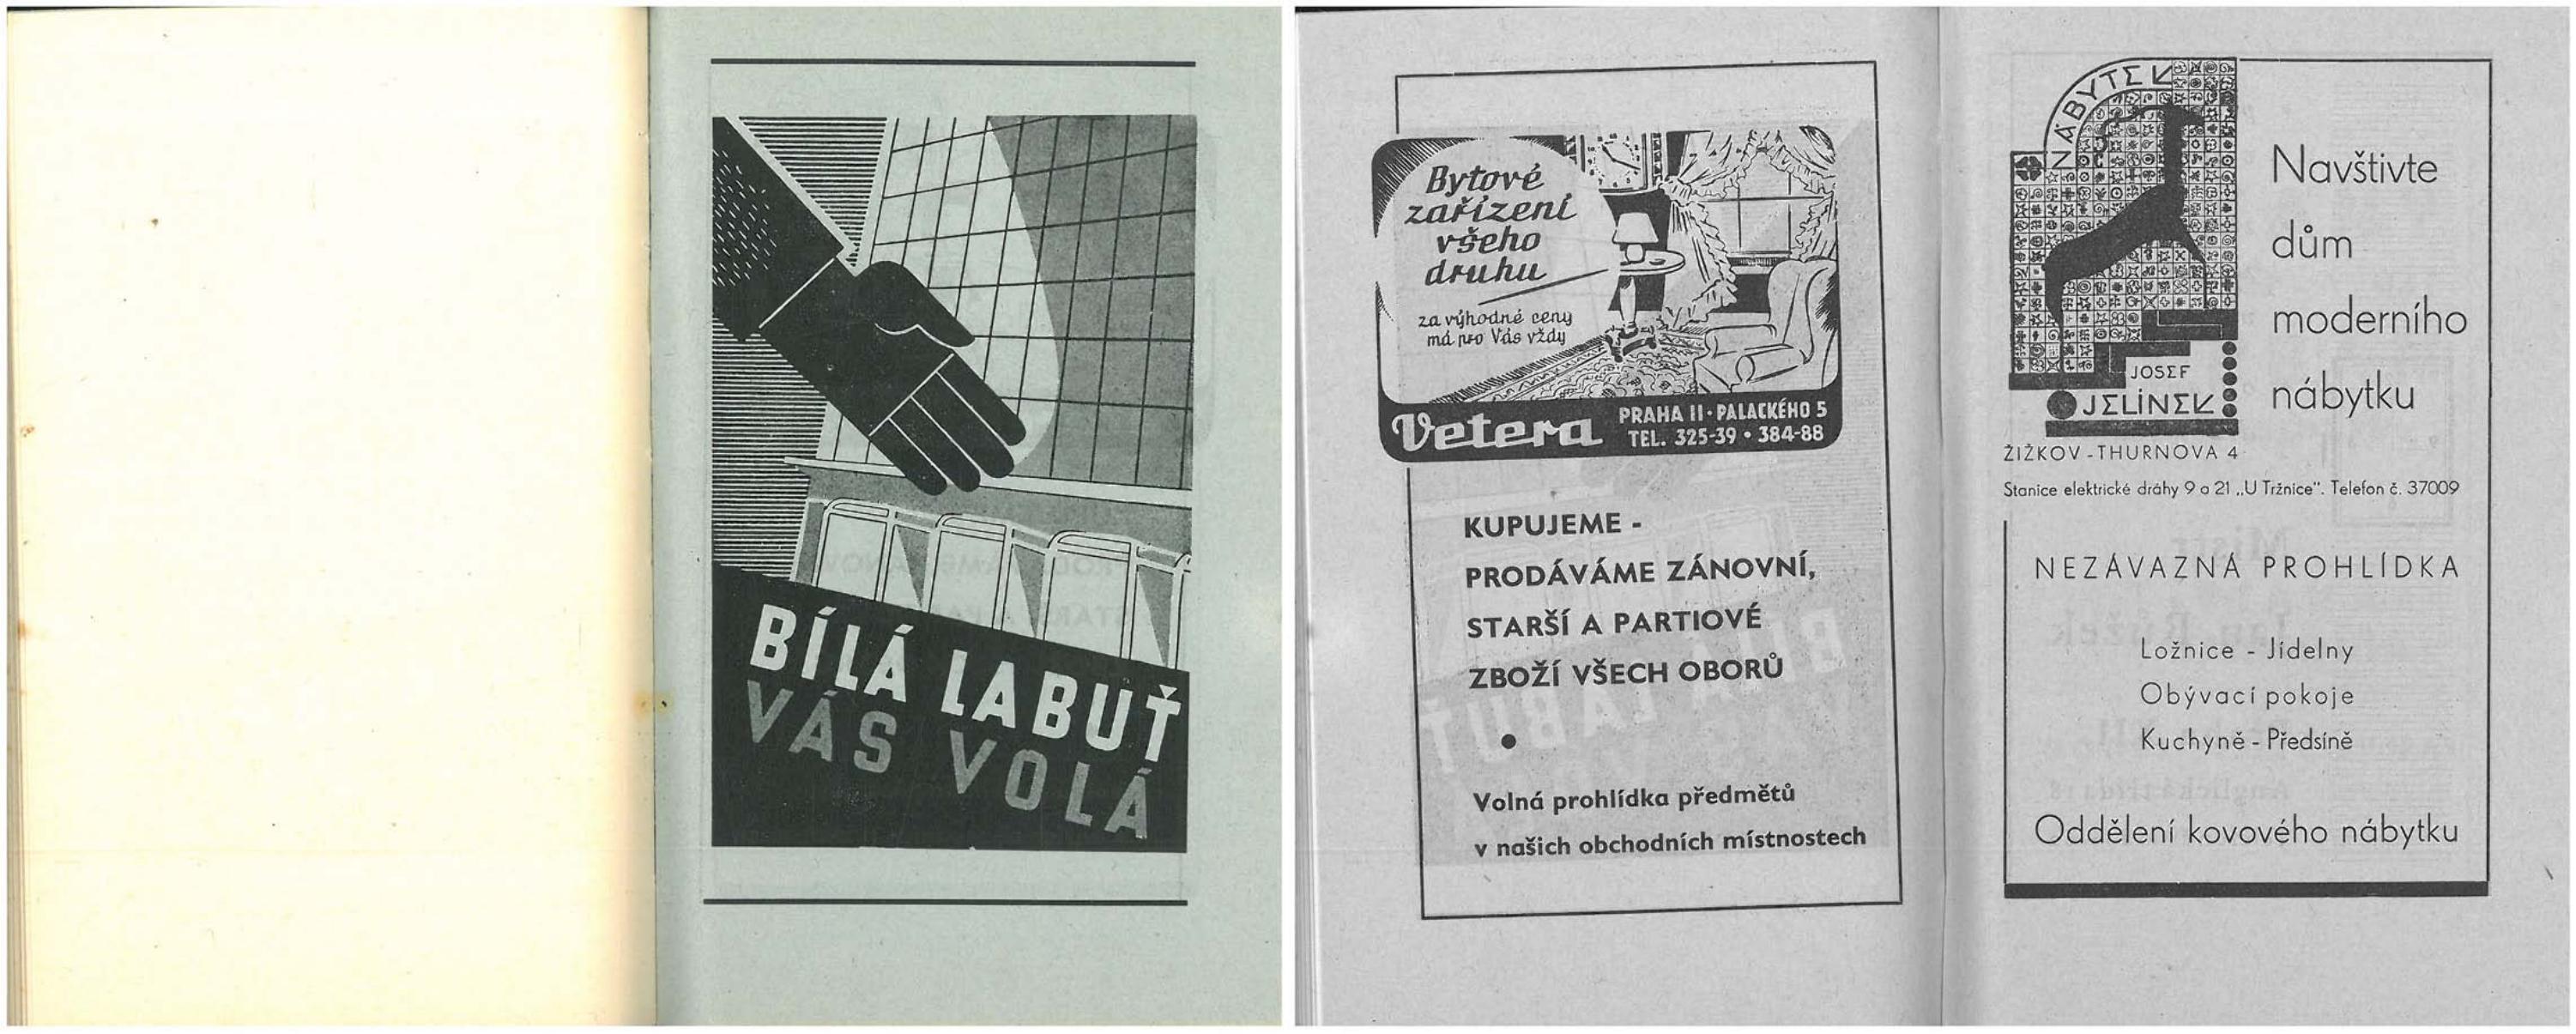 BÍLÁ LABUŤ
VÁS VOLÁ
Bytové
zařízení
všeho
druhu
za výhodné ceny
má pro Vás vždy
Vetera
PRAHA II • PALACKÉHO 5
TEL. 325-39 • 384-88
KUPUJEME -
PRODÁVÁME ZÁNOVNÍ,
STARŠÍ A PARTIOVÉ
ZBOŽÍ VŠECH OBORŮ
Volná prohlídka předmětů
v našich obchodních místnostech
NÁBYTEK
JOSEF
JELÍNEK
ŽIŽKOV - THURNOVA 4
Navštivte
dům
moderního
nábytku
Stanice elektrické dráhy 9 a 21 „U Tržnice". Telefon č. 37009
NEZÁVAZNÁ PROHLÍDKA
Ložnice - Jídelny
Obývací pokoje
Kuchyně - Předsíně
Oddělení kovového nábytku